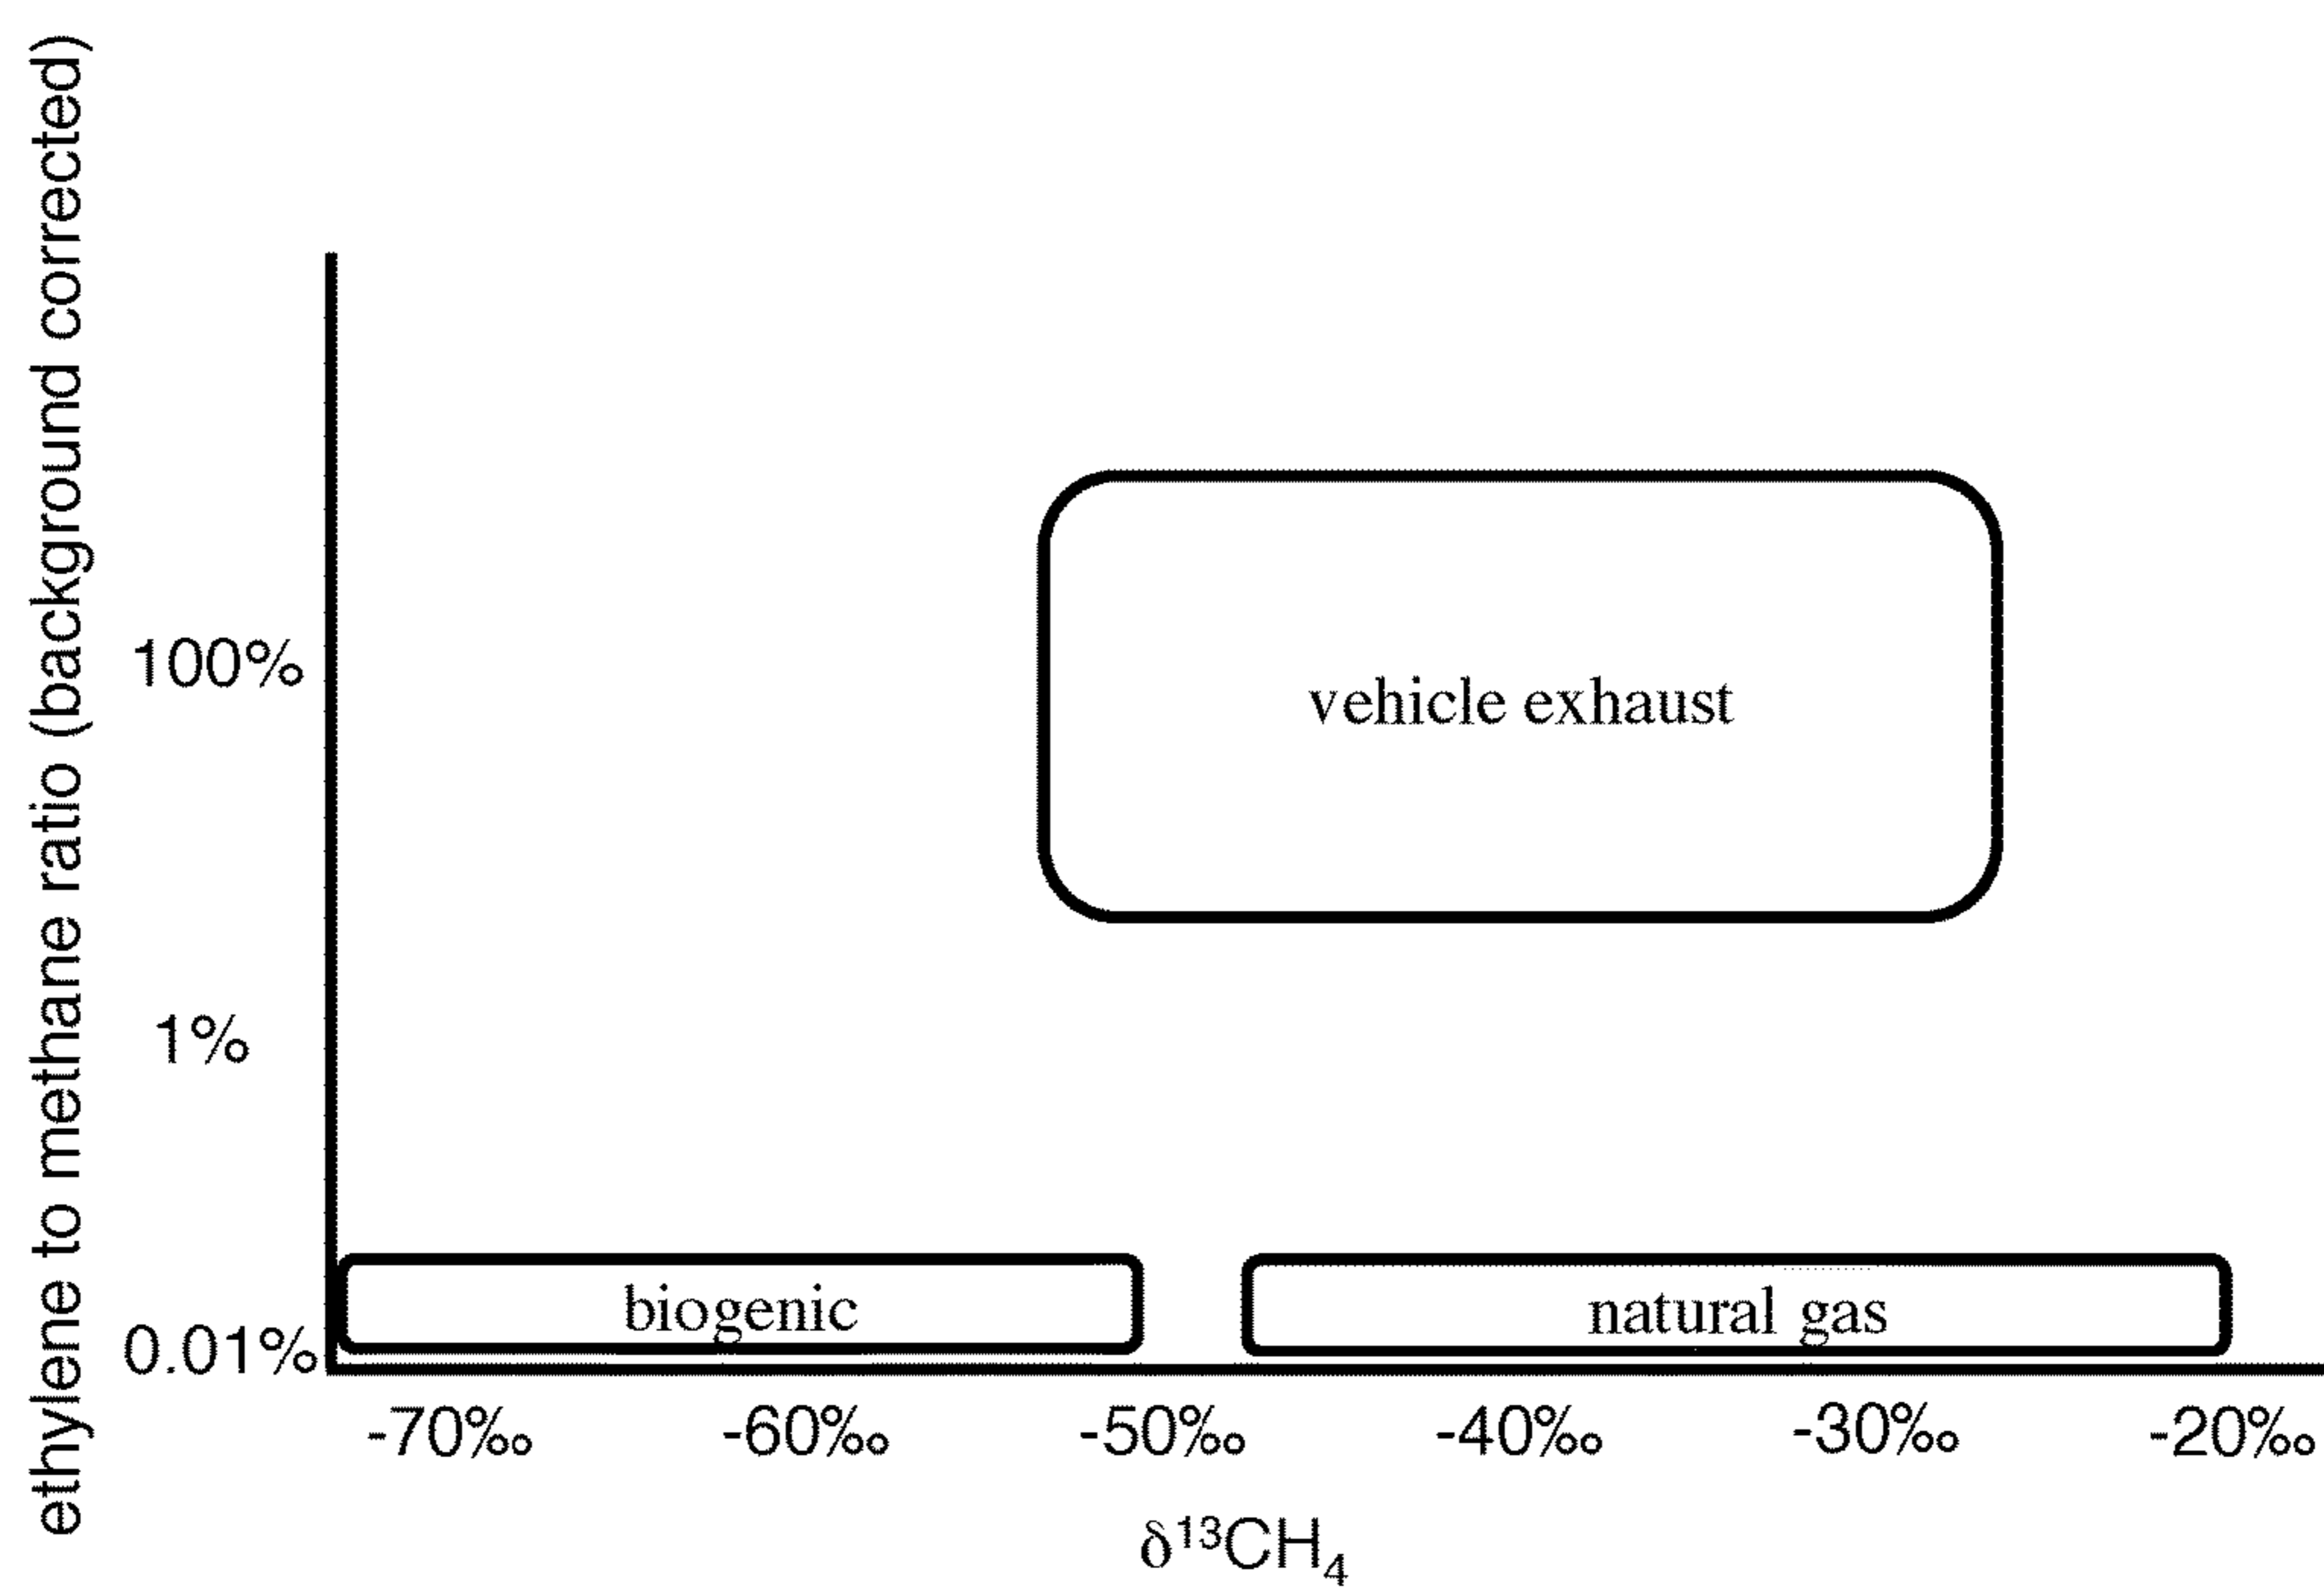 ethylene to methane ratio (background corrected)
100%
vehicle exhaust
1%
biogenic
natural gas
0.01%
-70‰ -60‰ -50‰ -40‰ -30‰ -20‰
δ¹³CH₄